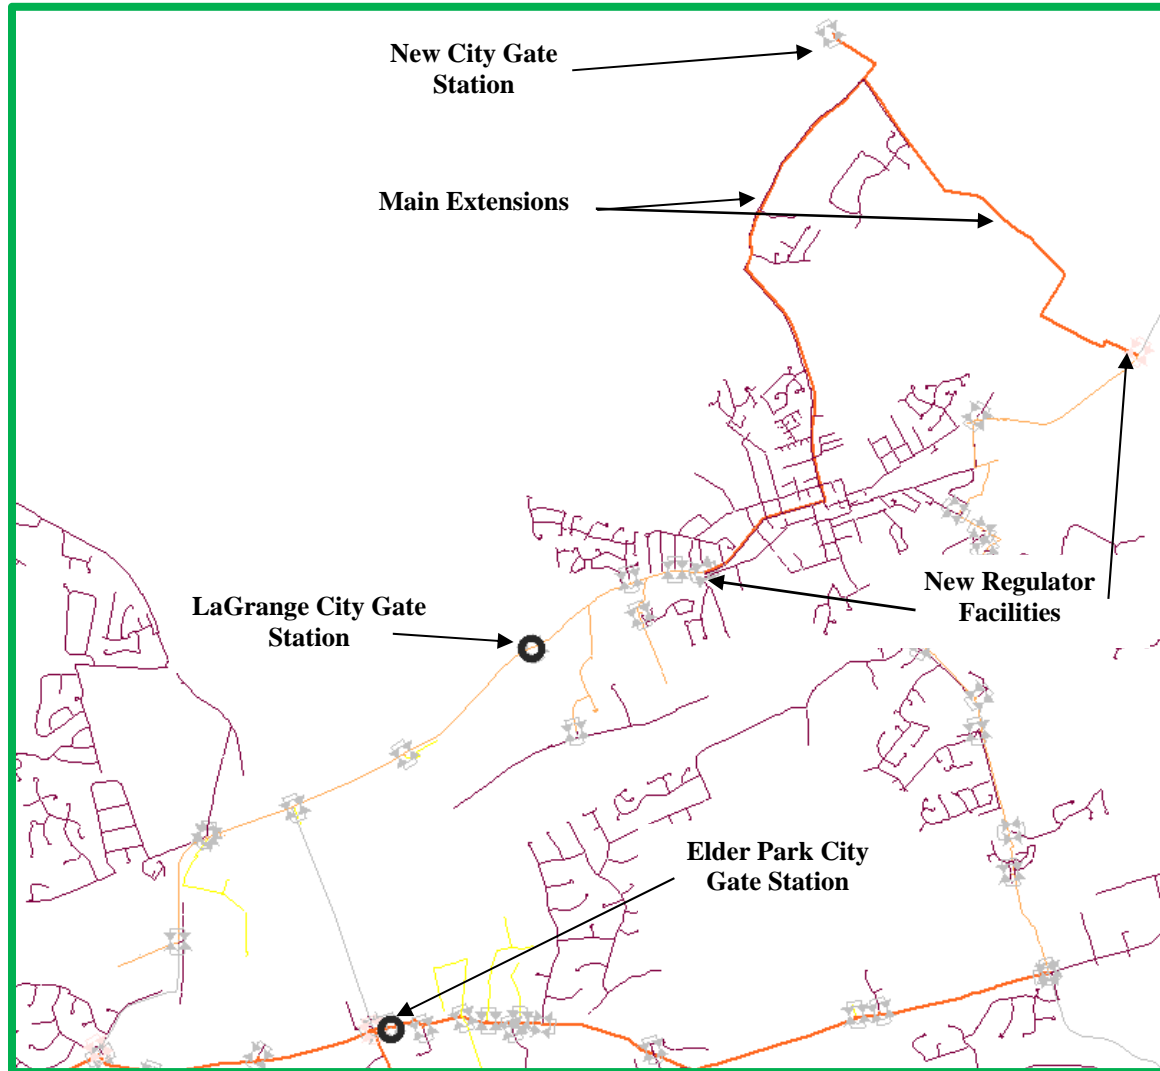 New City Gate
Station
Main Extensions
New Regulator
Facilities
LaGrange City Gate
Station
Elder Park City
Gate Station